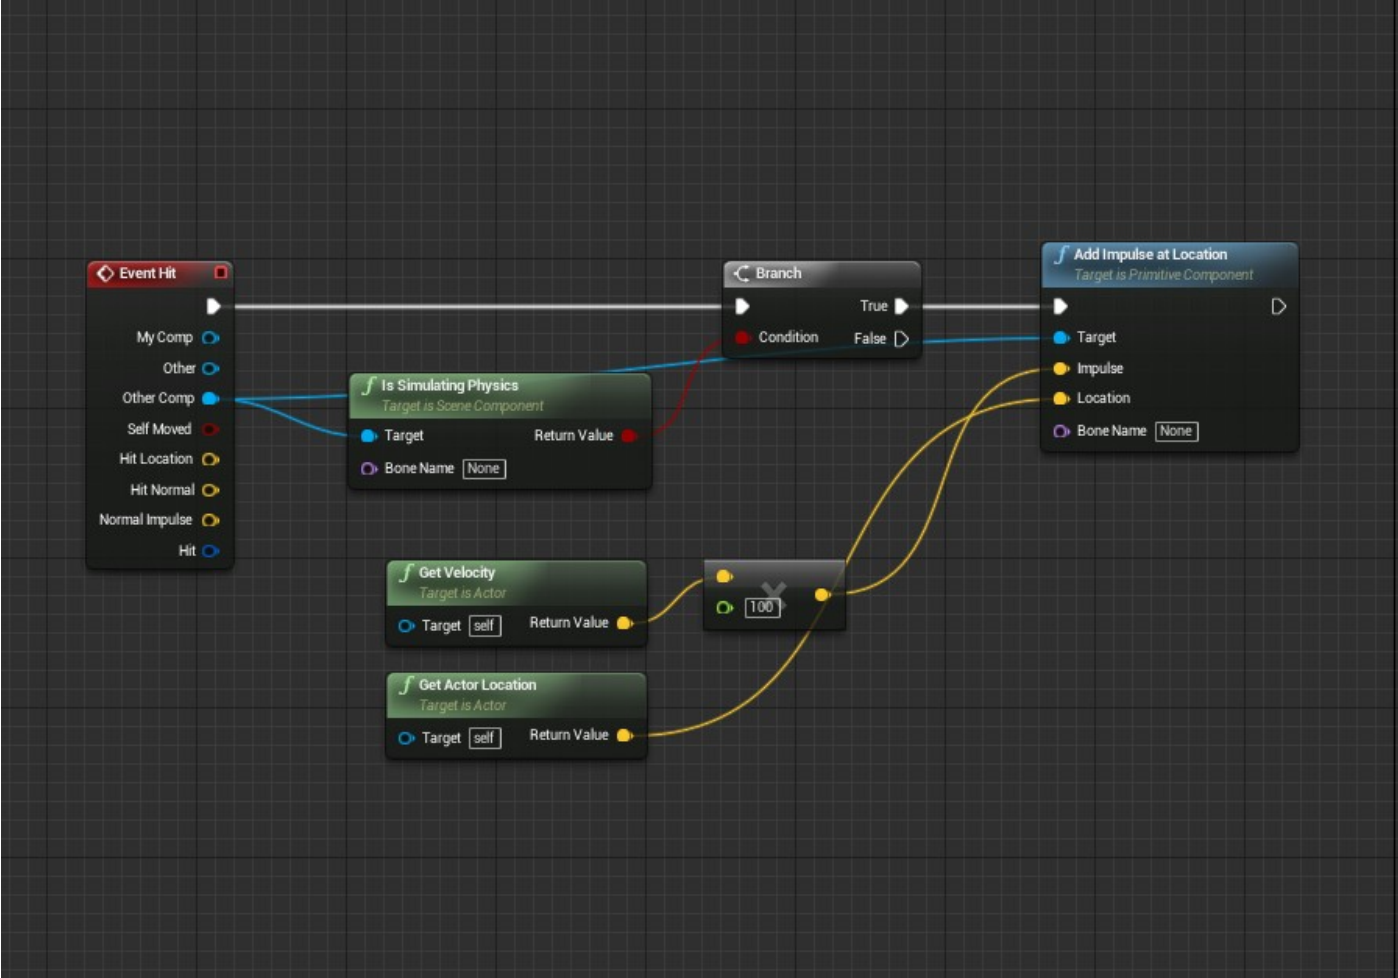 Event Hit
My Comp
Other
Other Comp
Self Moved
Hit Location
Hit Normal
Normal Impulse
Hit
f Is Simulating Physics
Target is Scene Component
Target Return Value
Bone Name None
Branch
True
Condition False
f Add Impulse at Location
Target is Primitive Component
Target
Impulse
Location
Bone Name None
f Get Velocity
Target is Actor
Target self Return Value
100
f Get Actor Location
Target is Actor
Target self Return Value